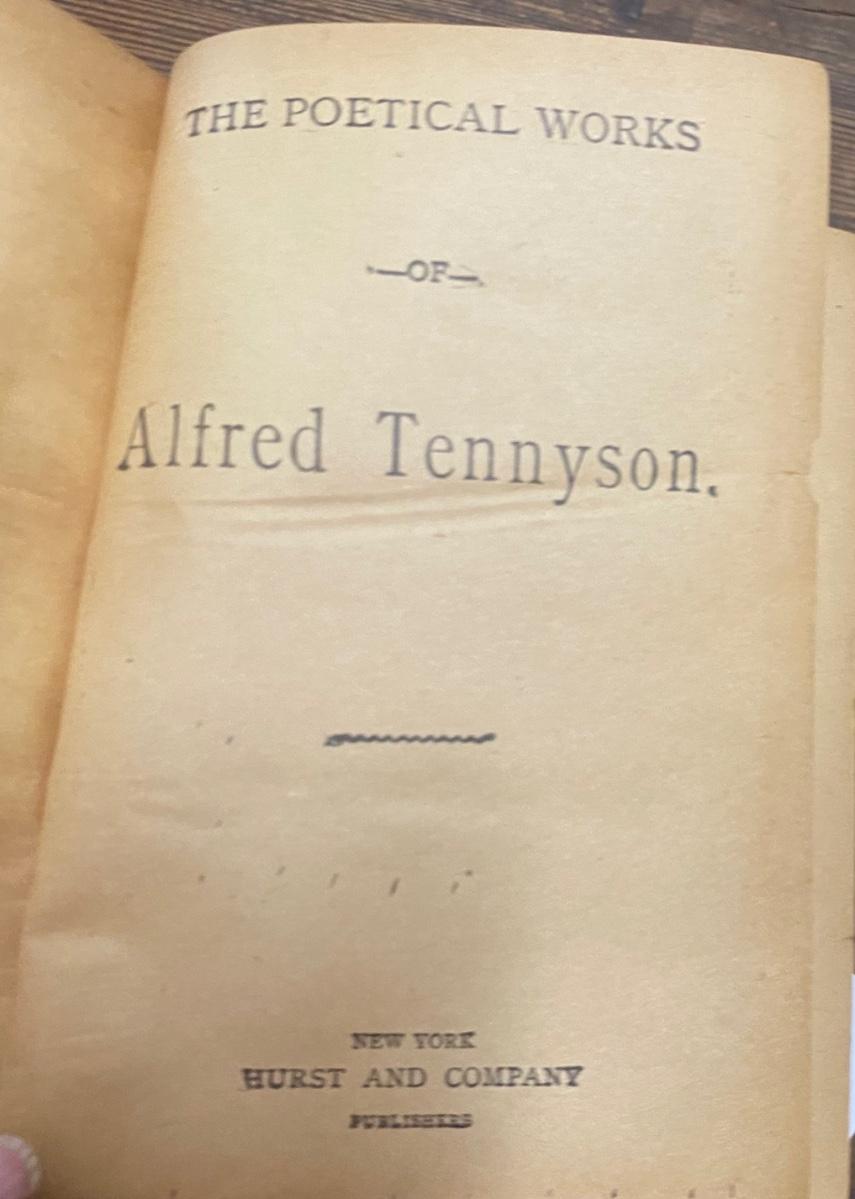 THE POETICAL WORKS
—OF—
Alfred Tennyson.
NEW YORK
HURST AND COMPANY
PUBLISHERS